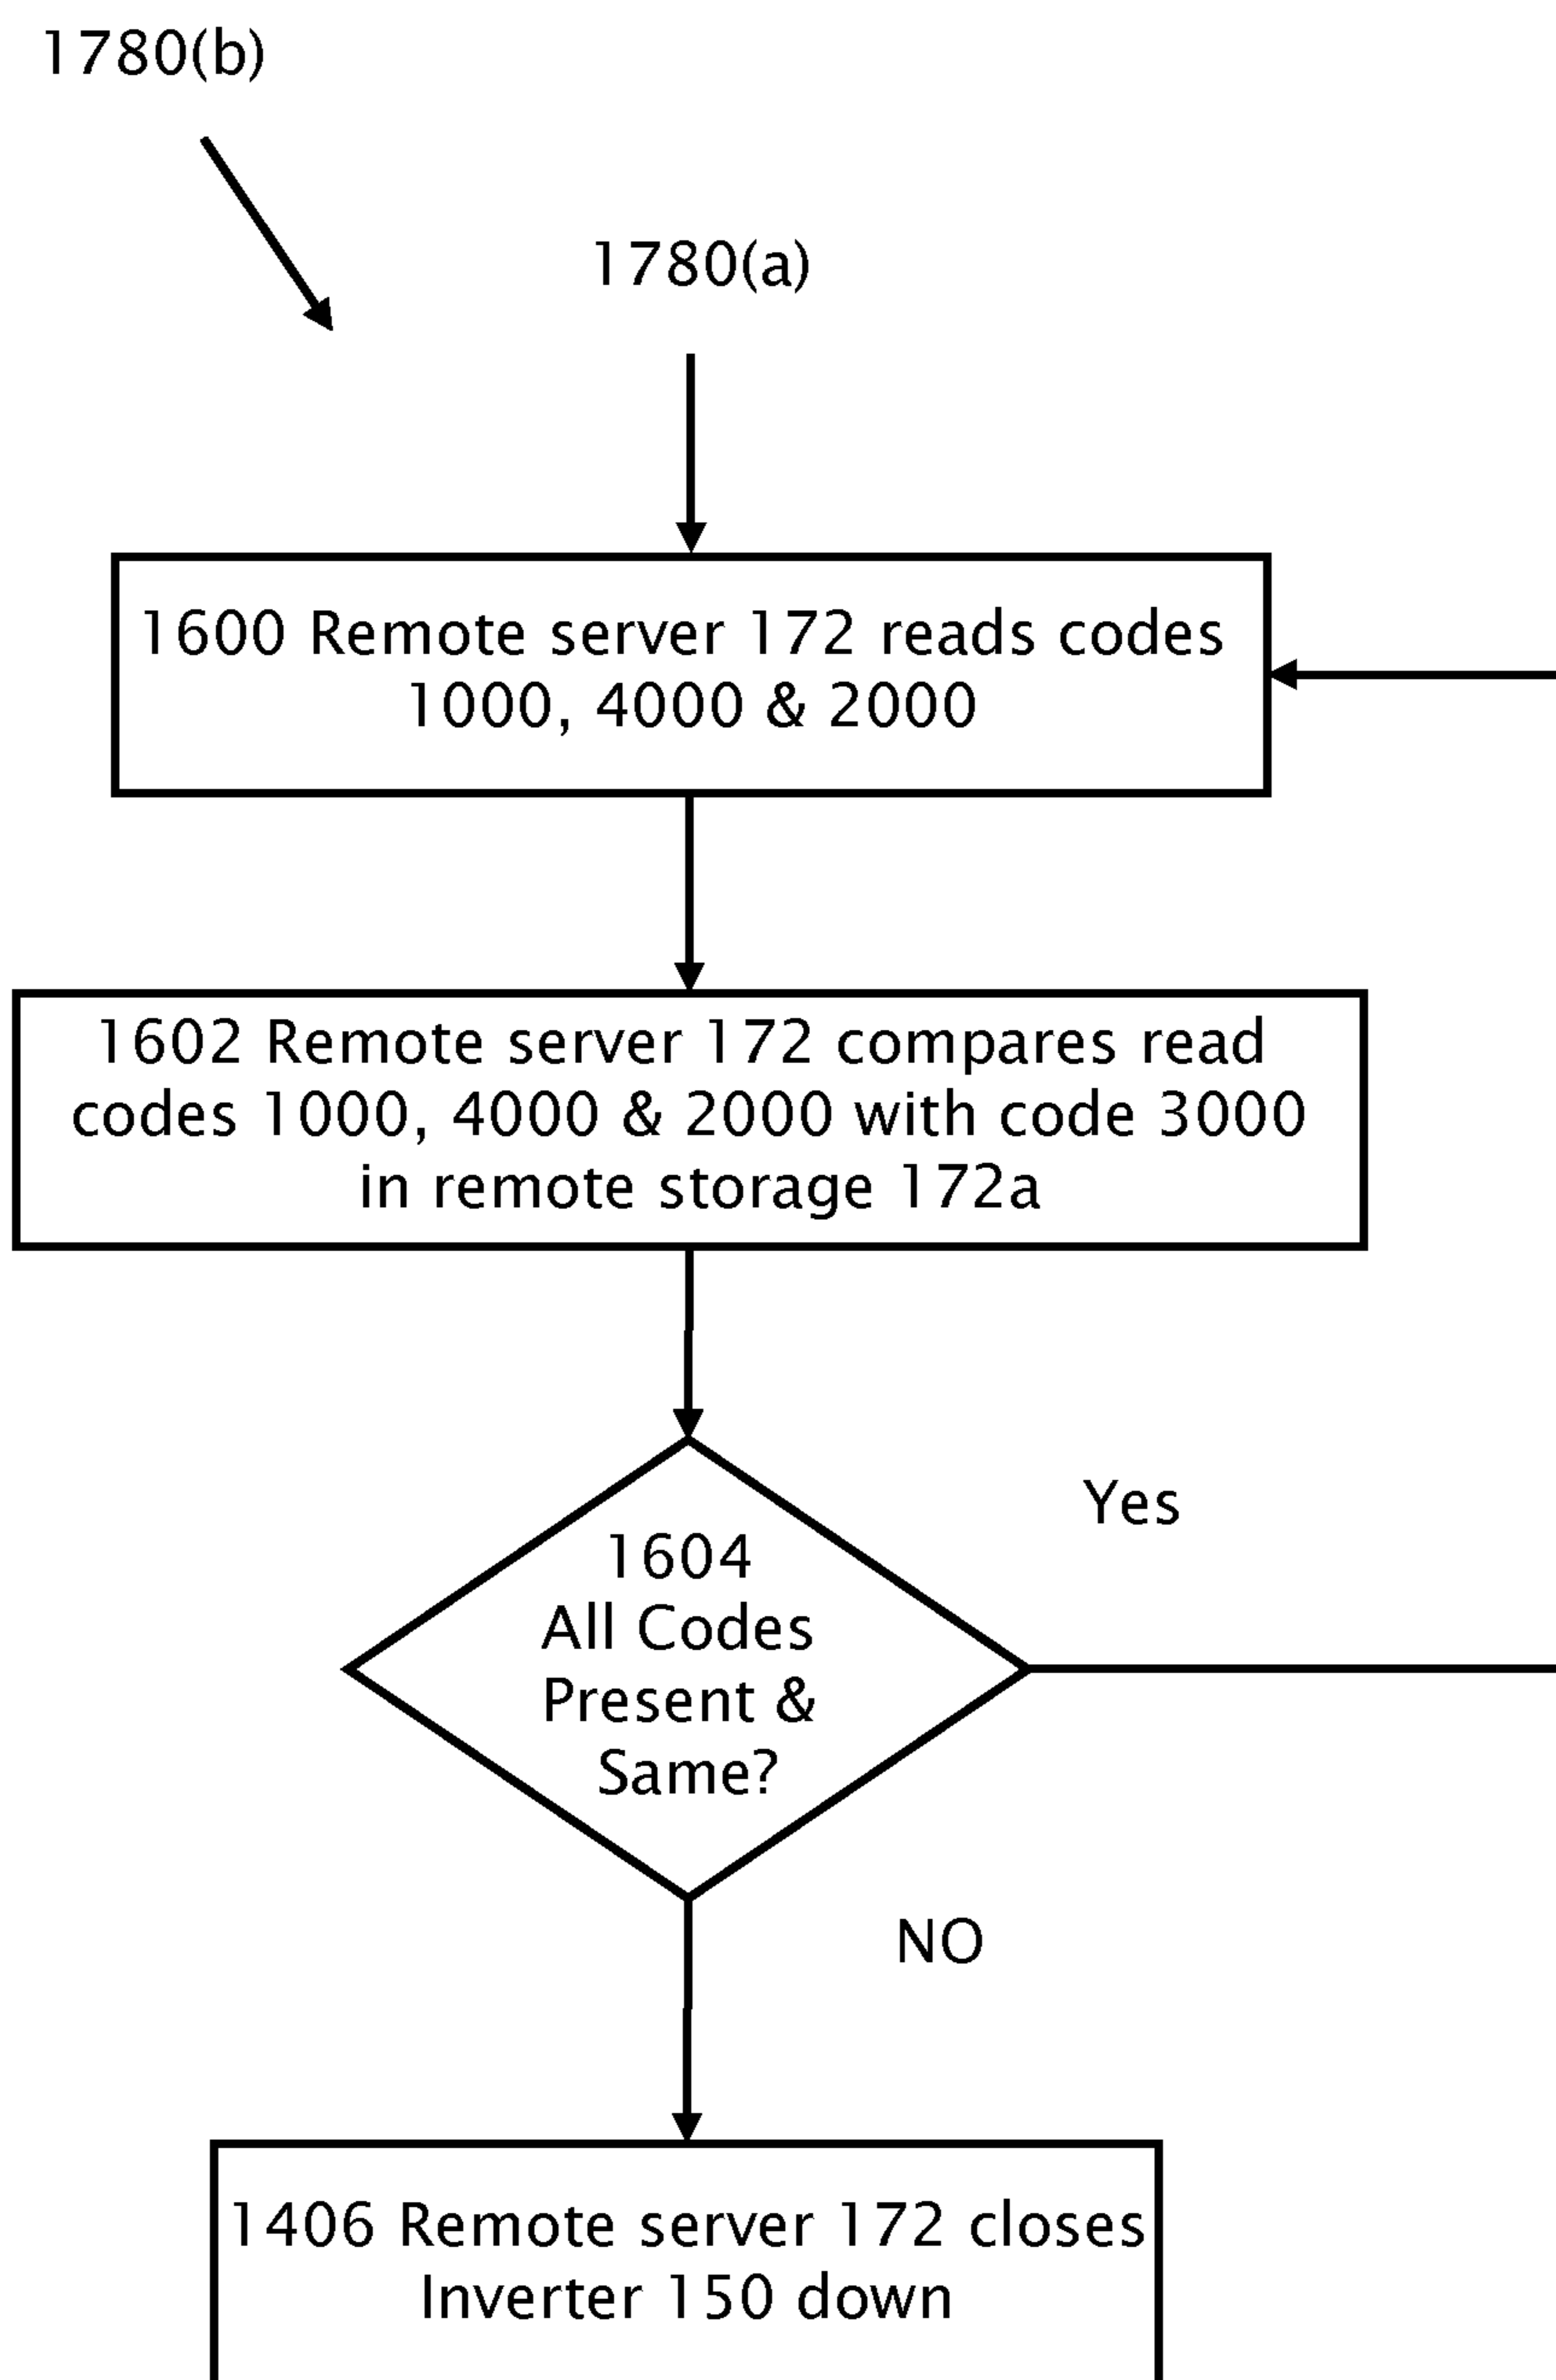 1780(b)
1780(a)
1600 Remote server 172 reads codes
1000, 4000 & 2000
1602 Remote server 172 compares read
codes 1000, 4000 & 2000 with code 3000
in remote storage 172a
Yes
1604
All Codes
Present &
Same?
NO
1406 Remote server 172 closes
Inverter 150 down